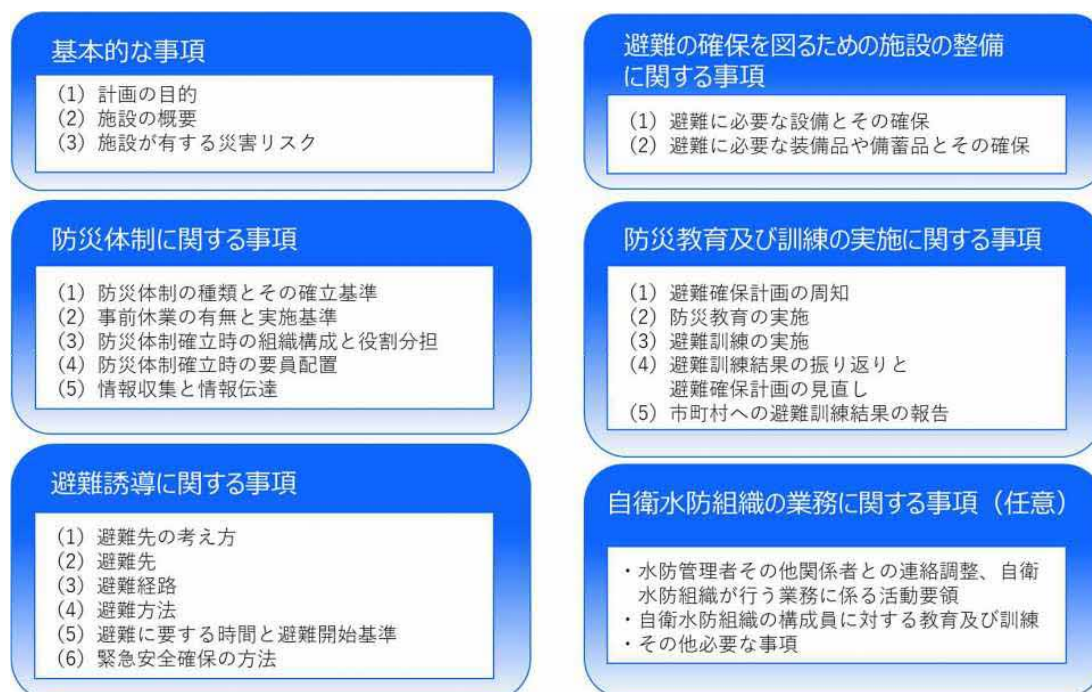 基本的な事項
(1) 計画の目的
(2) 施設の概要
(3) 施設が有する災害リスク
防災体制に関する事項
(1) 防災体制の種類とその確立基準
(2) 事前休業の有無と実施基準
(3) 防災体制確立時の組織構成と役割分担
(4) 防災体制確立時の要員配置
(5) 情報収集と情報伝達
避難誘導に関する事項
(1) 避難先の考え方
(2) 避難先
(3) 避難経路
(4) 避難方法
(5) 避難に要する時間と避難開始基準
(6) 緊急安全確保の方法
避難の確保を図るための施設の整備
に関する事項
(1) 避難に必要な設備とその確保
(2) 避難に必要な装備品や備蓄品とその確保
防災教育及び訓練の実施に関する事項
(1) 避難確保計画の周知
(2) 防災教育の実施
(3) 避難訓練の実施
(4) 避難訓練結果の振り返りと
避難確保計画の見直し
(5) 市町村への避難訓練結果の報告
自衛水防組織の業務に関する事項（任意）
・水防管理者その他関係者との連絡調整、自衛
水防組織が行う業務に係る活動要領
・自衛水防組織の構成員に対する教育及び訓練
・その他必要な事項